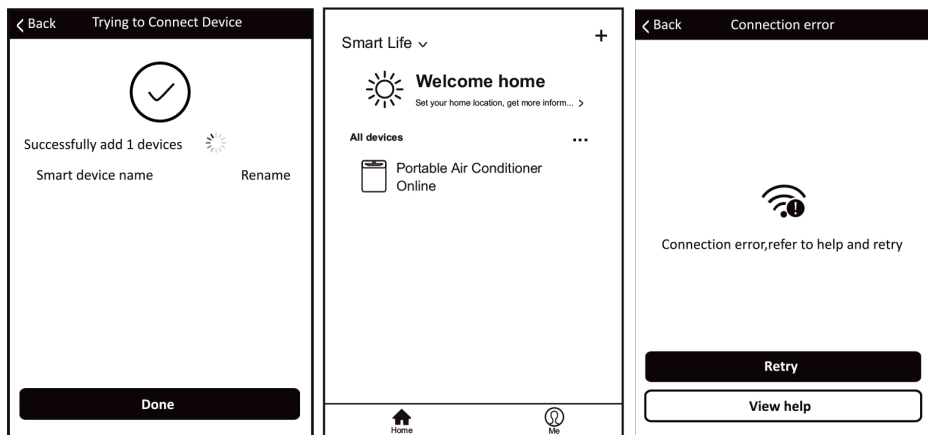 Back Trying to Connect Device
Successfully add 1 devices
Smart device name Rename
Done
Smart Life
+
Welcome home
Set your home location, get more inform... >
All devices ...
Portable Air Conditioner
Online
Home Me
Back Connection error
Connection error,refer to help and retry
Retry
View help